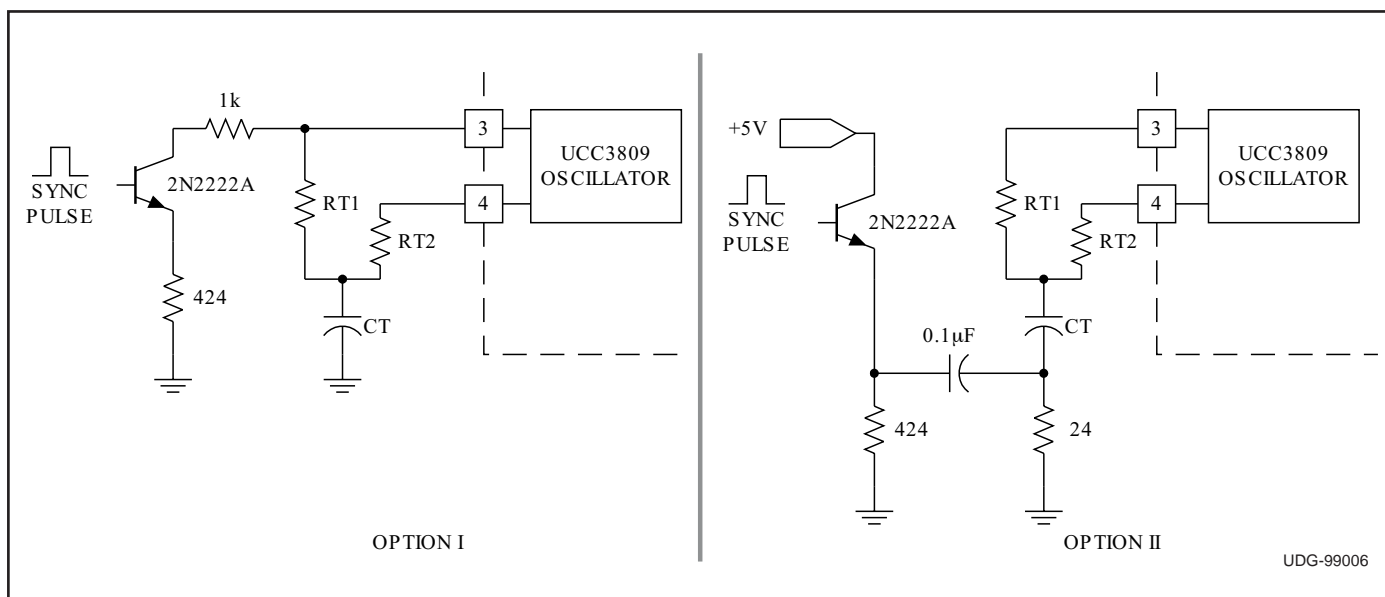 1k
SYNC
PULSE
2N2222A
424
RT1
RT2
CT
3
4
UCC3809
OSCILLATOR
OPTION I
+5V
SYNC
PULSE
2N2222A
424
0.1µF
24
RT1
RT2
CT
3
4
UCC3809
OSCILLATOR
OPTION II
UDG-99006